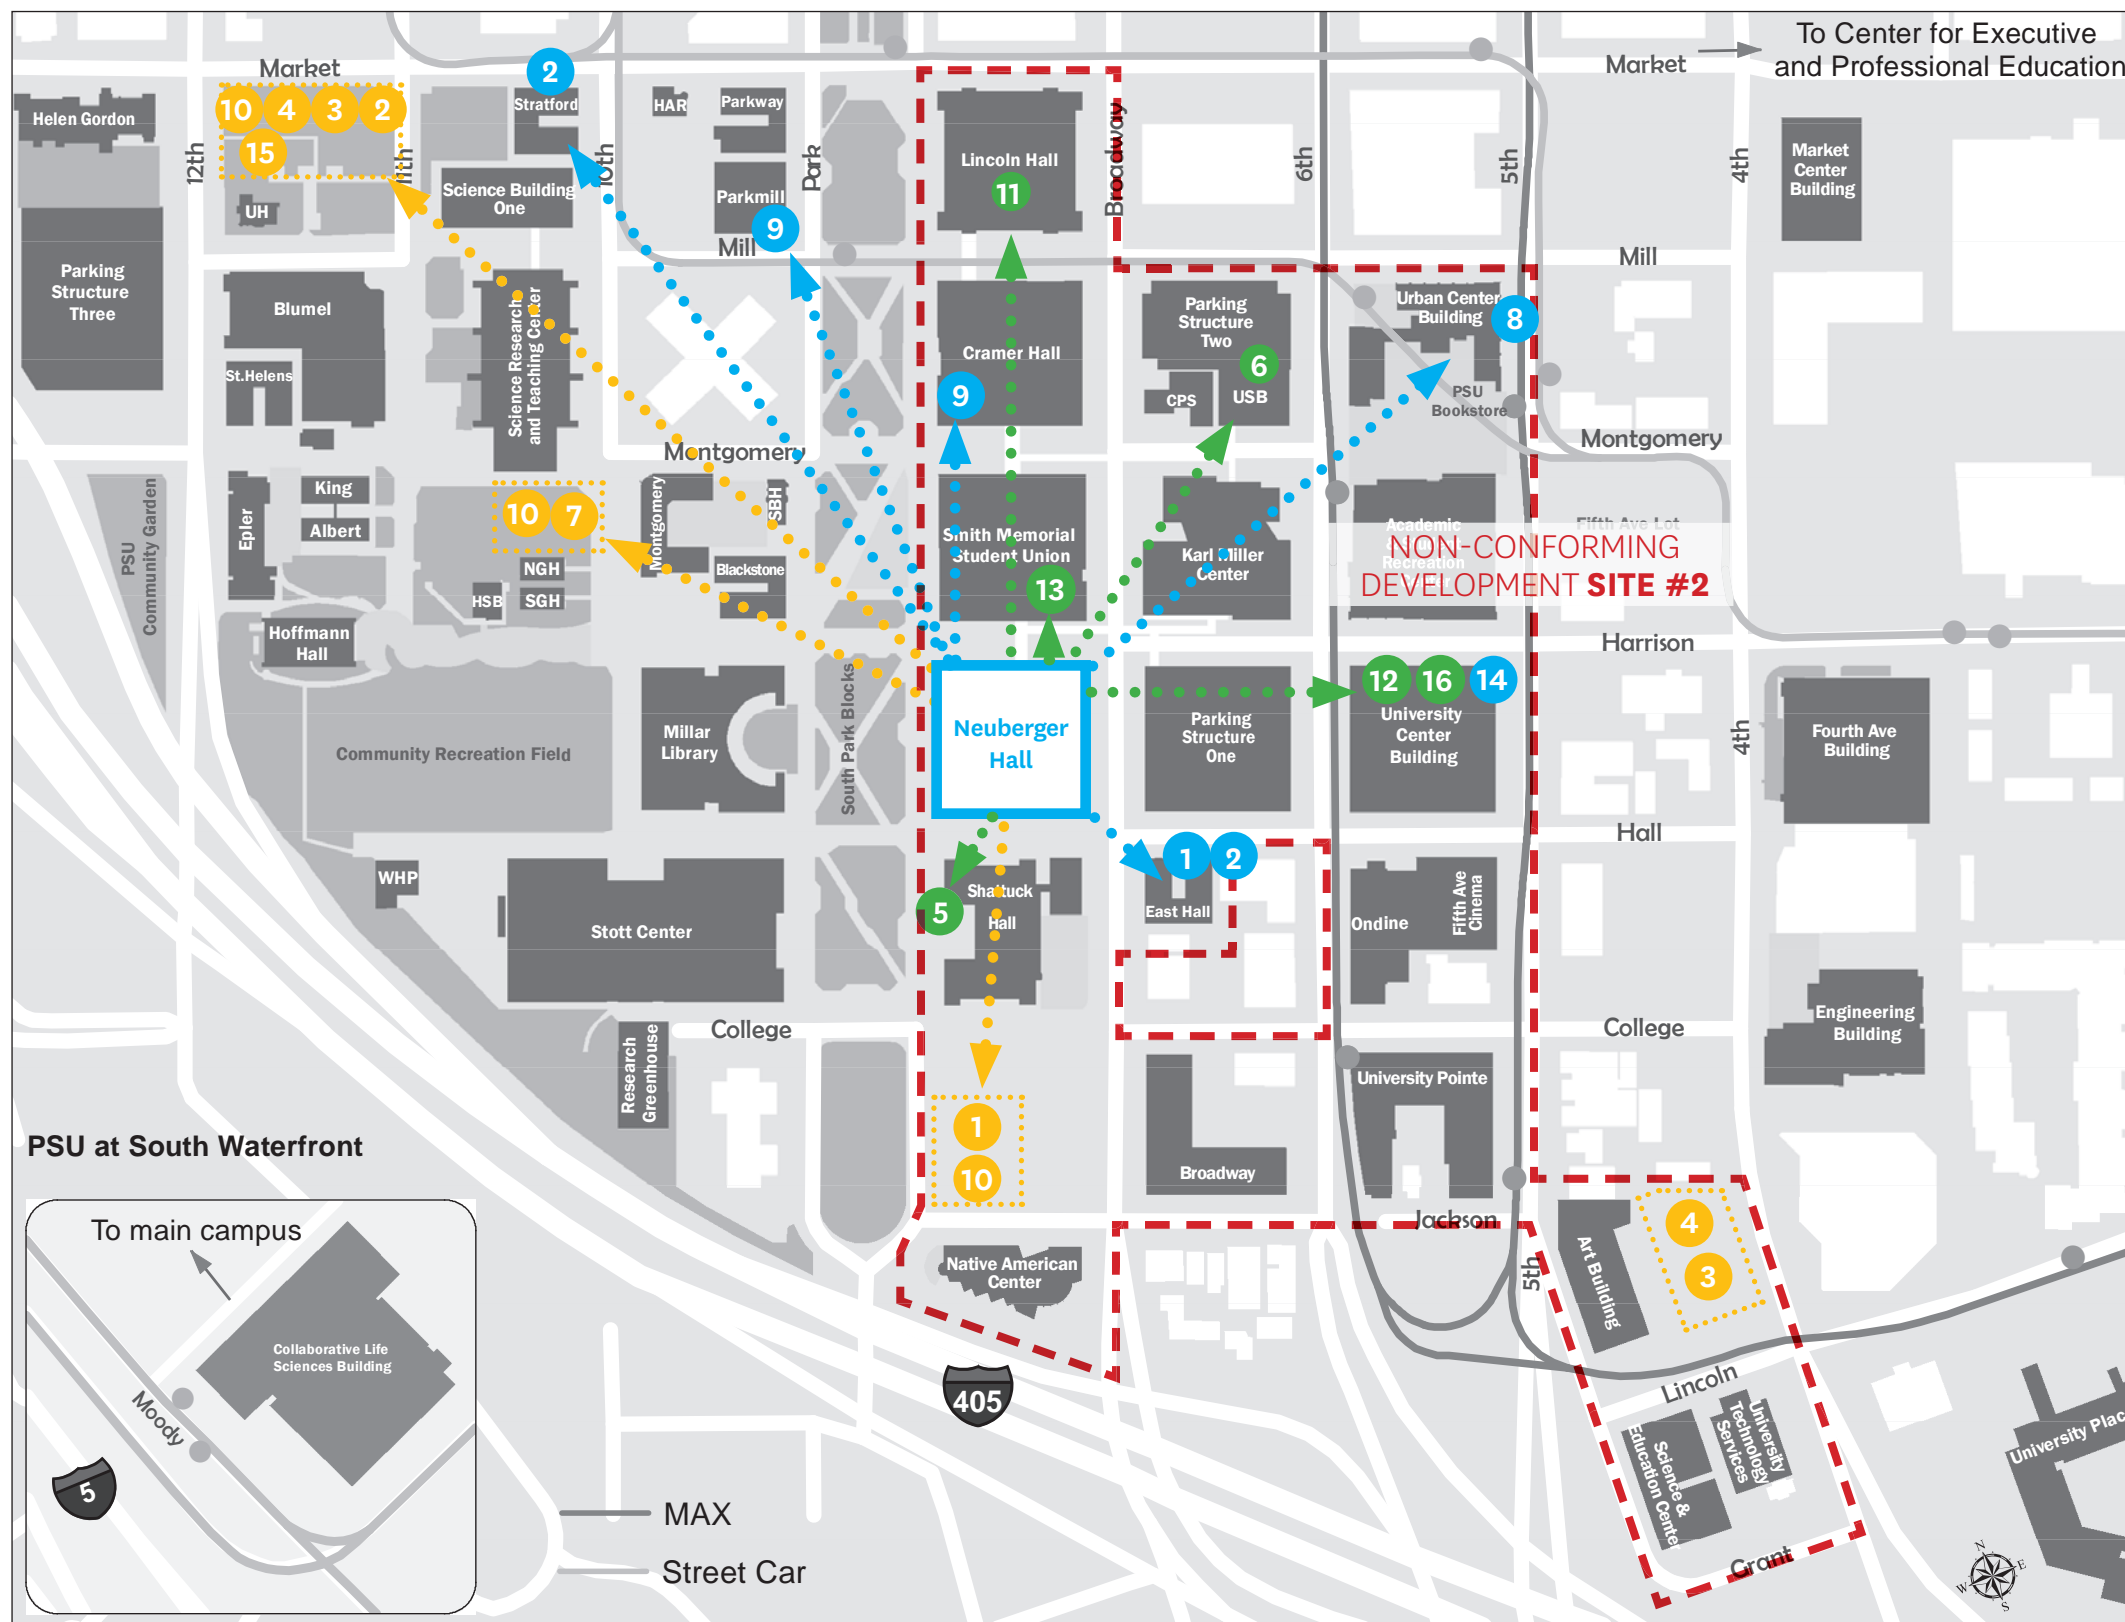 To Center for Executive
and Professional Education
Market
Market
2
Stratford
HAR
Parkway
10
4
3
2
15
Helen Gordon
12th
11th
10th
Park
Broadway
6th
5th
4th
Lincoln Hall
11
Market
Center
Building
Science Building
One
Parkmill
9
UH
Mill
Mill
Parking
Structure
Three
Blumel
Science Research
and Teaching Center
Cramer Hall
9
Parking
Structure
Two
6
CPS
USB
Urban Center
Building
8
PSU
Bookstore
St.Helens
Montgomery
Montgomery
PSU
Community Garden
Epler
King
Albert
10
7
NGH
SGH
HSB
Montgomery
SBH
Blackstone
Smith Memorial
Student Union
13
Karl Miller
Center
Academic
Recreation
Fifth Ave Lot
NON-CONFORMING
DEVELOPMENT SITE #2
Hoffmann
Hall
Harrison
Community Recreation Field
Millar
Library
South Park Blocks
Neuberger
Hall
Parking
Structure
One
12
16
14
University
Center
Building
4th
Fourth Ave
Building
Hall
WHP
Stott Center
5
Shattuck
Hall
1
2
East Hall
Ondine
Fifth Ave
Cinema
College
College
Engineering
Building
Research
Greenhouse
University Pointe
1
10
Broadway
PSU at South Waterfront
To main campus
Collaborative Life
Sciences Building
Moody
5
Jackson
Native American
Center
5th
Art Building
4
3
405
Lincoln
University
Technology
Services
Science &
Education Center
University Plac
Grant
MAX
Street Car
N
E
W
S